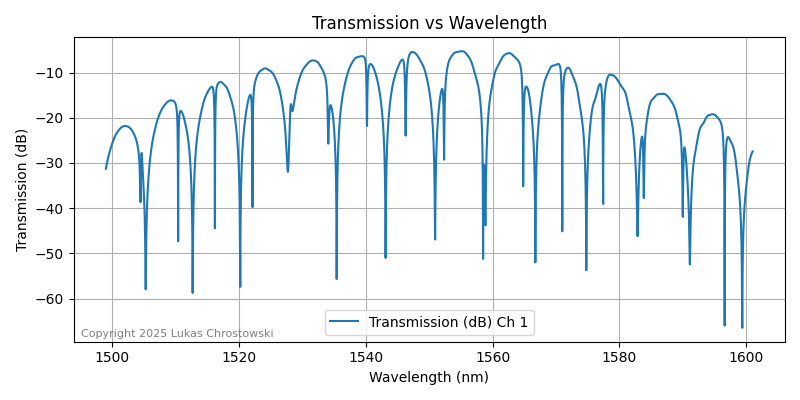 Transmission vs Wavelength
Transmission (dB)
−10
−20
−30
−40
−50
−60
Transmission (dB) Ch 1
Copyright 2025 Lukas Chrostowski
1500 1520 1540 1560 1580 1600
Wavelength (nm)